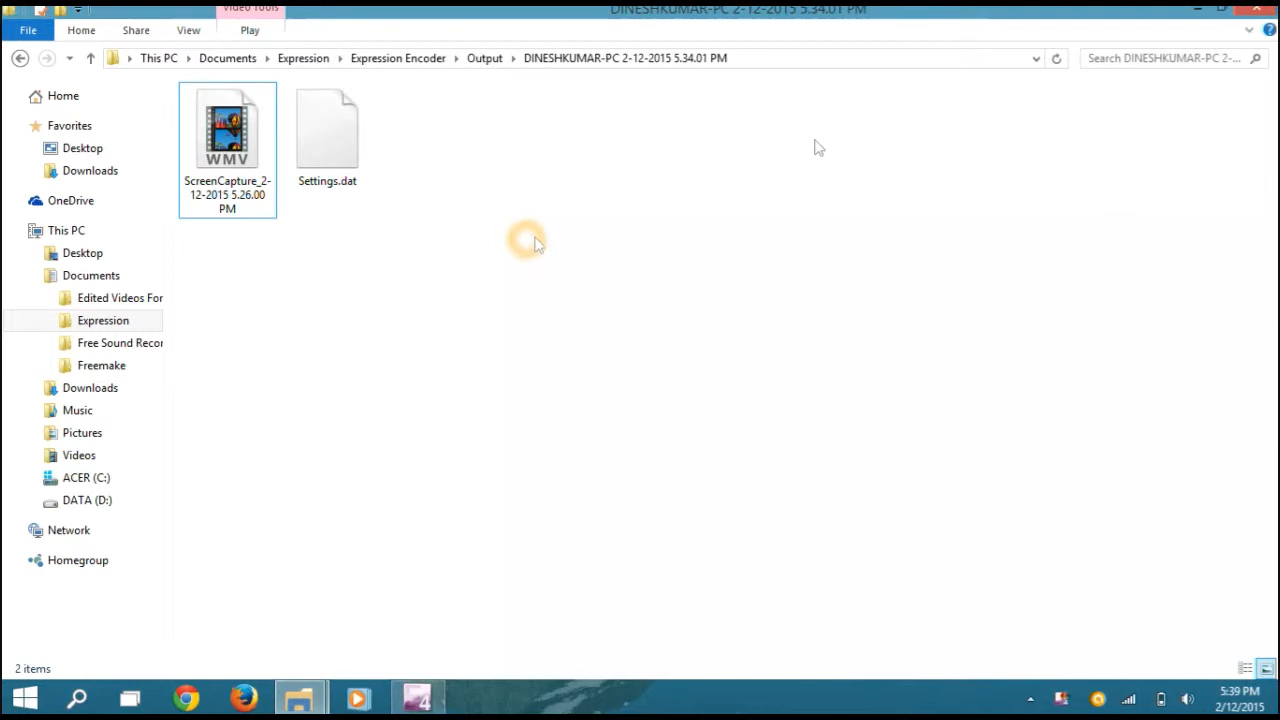 Video Tools
DINESHKUMAR-PC 2-12-2015 5.34.01 PM
File
Home
Share
View
Play
This PC
Documents
Expression
Expression Encoder
Output
DINESHKUMAR-PC 2-12-2015 5.34.01 PM
Search DINESHKUMAR-PC 2-...
Home
Favorites
Desktop
Downloads
OneDrive
This PC
Desktop
Documents
Edited Videos For
Expression
Free Sound Recor
Freemake
Downloads
Music
Pictures
Videos
ACER (C:)
DATA (D:)
Network
Homegroup
WMV
ScreenCapture_2-
12-2015 5.26.00
PM
Settings.dat
2 items
4
5:39 PM
2/12/2015